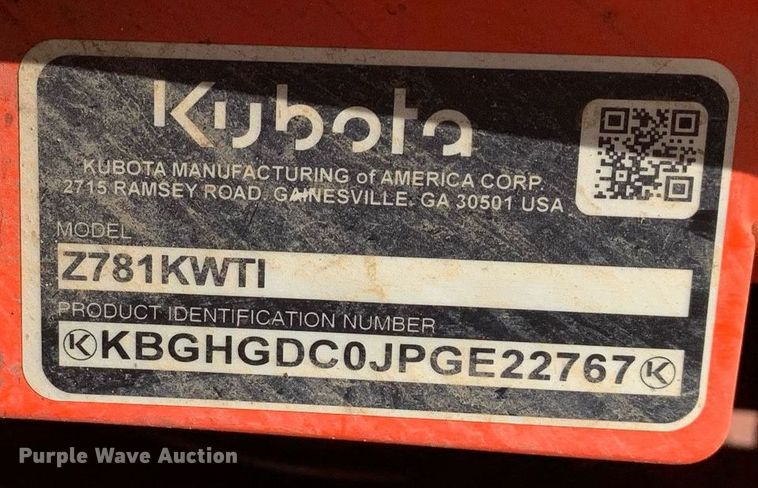 Kubota
KUBOTA MANUFACTURING of AMERICA CORP.
2715 RAMSEY ROAD. GAINESVILLE. GA 30501 USA
MODEL
Z781KWTI
PRODUCT IDENTIFICATION NUMBER
K KBGHGDC0JPGE22767 K
Purple Wave Auction